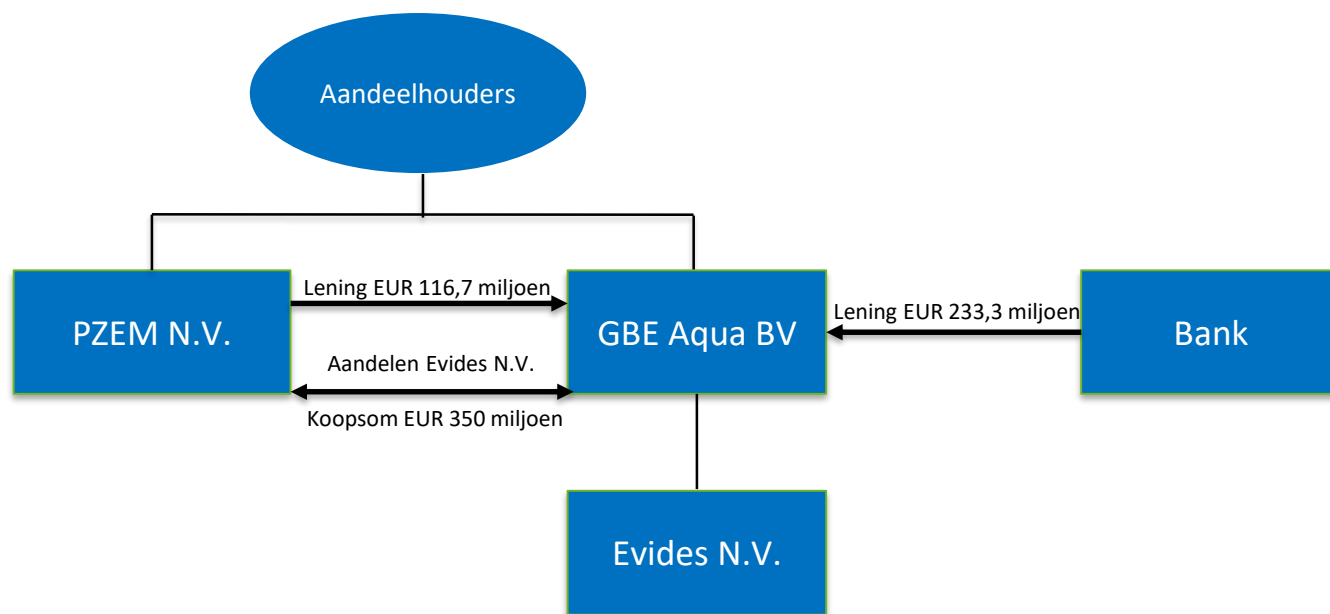 Aandeelhouders
Lening EUR 116,7 miljoen
PZEM N.V.
GBE Aqua BV
Lening EUR 233,3 miljoen
Bank
Aandelen Evides N.V.
Koopsom EUR 350 miljoen
Evides N.V.